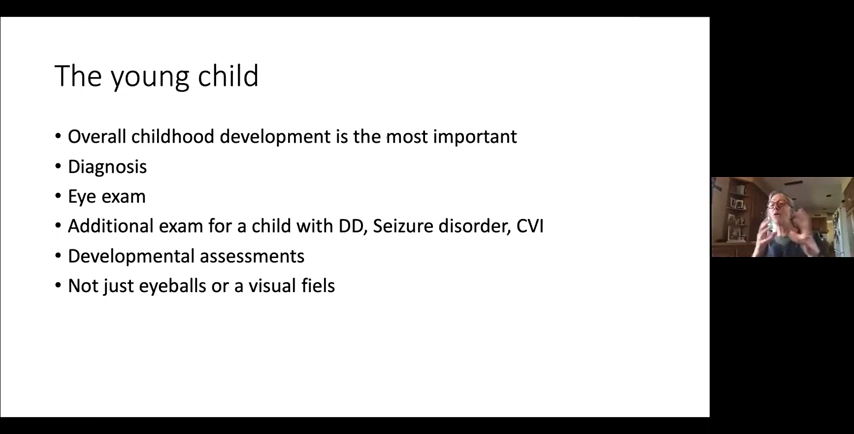 The young child
• Overall childhood development is the most important
• Diagnosis
• Eye exam
• Additional exam for a child with DD, Seizure disorder, CVI
• Developmental assessments
• Not just eyeballs or a visual fiels